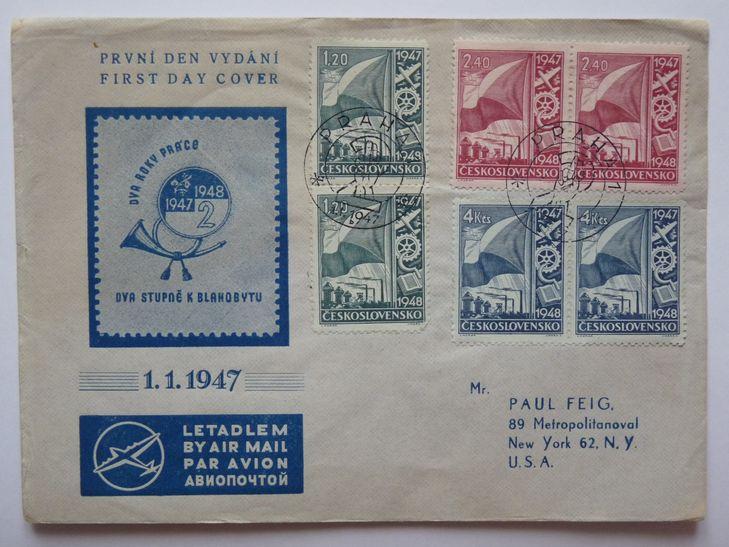 PRVNÍ DEN VYDÁNÍ
FIRST DAY COVER
DVA ROKY PRÁCE
1947 1948
2
DVA STUPNĚ K BLAHOBYTU
1.1.1947
LETADLEM
BY AIR MAIL
PAR AVION
АВИОПОЧТОЙ
1,20 1947
1948
ČESKOSLOVENSKO
1,20 1947
1948
ČESKOSLOVENSKO
PRAHA
1947
2,40 1947
1948
ČESKOSLOVENSKO
2,40 1947
1948
ČESKOSLOVENSKO
PRAHA 1
4 Kčs 1947
1948
ČESKOSLOVENSKO
4 Kčs 1947
1948
ČESKOSLOVENSKO
Mr.
PAUL FEIG,
89 Metropolitanoval
New York 62, N. Y.
U. S. A.